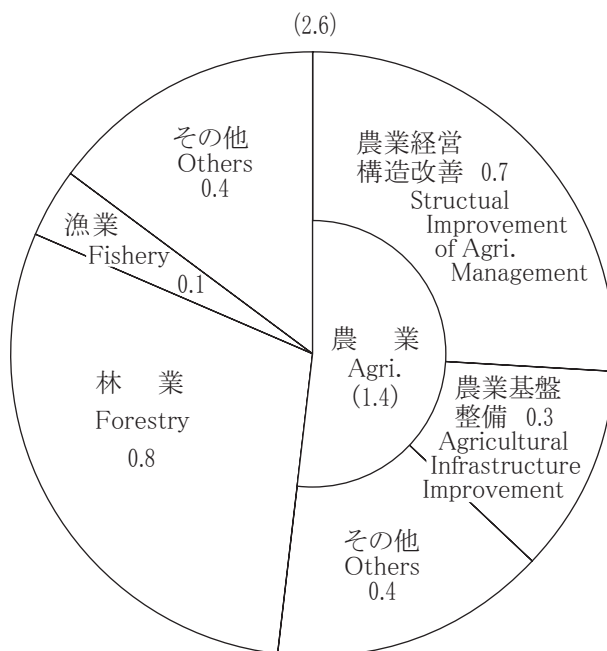 (2.6)
農業経営
構造改善 0.7
Structual
Improvement
of Agri.
Management
農業基盤
整備 0.3
Agricultural
Infrastructure
Improvement
その他
Others
0.4
農　業
Agri.
(1.4)
林　業
Forestry
0.8
漁業
Fishery
0.1
その他
Others
0.4